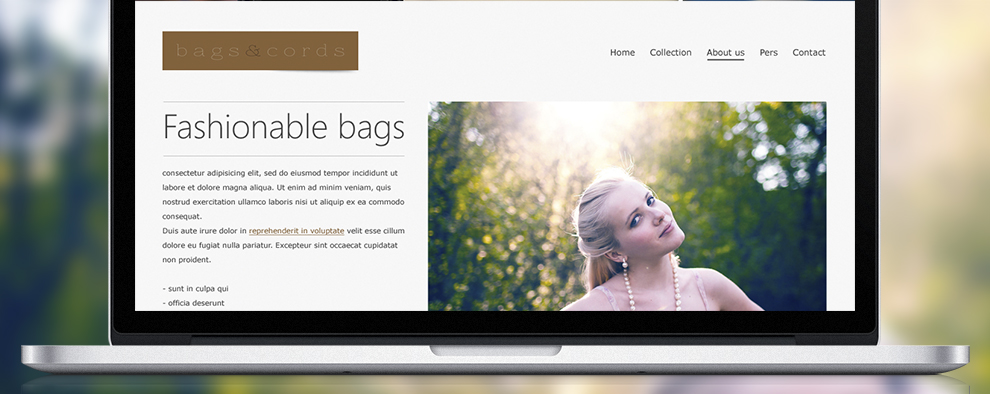 bags&cords
Home Collection About us Pers Contact
Fashionable bags
consectetur adipisicing elit, sed do eiusmod tempor incididunt ut
labore et dolore magna aliqua. Ut enim ad minim veniam, quis
nostrud exercitation ullamco laboris nisi ut aliquip ex ea commodo
consequat.
Duis aute irure dolor in reprehenderit in voluptate velit esse cillum
dolore eu fugiat nulla pariatur. Excepteur sint occaecat cupidatat
non proident.
- sunt in culpa qui
- officia deserunt